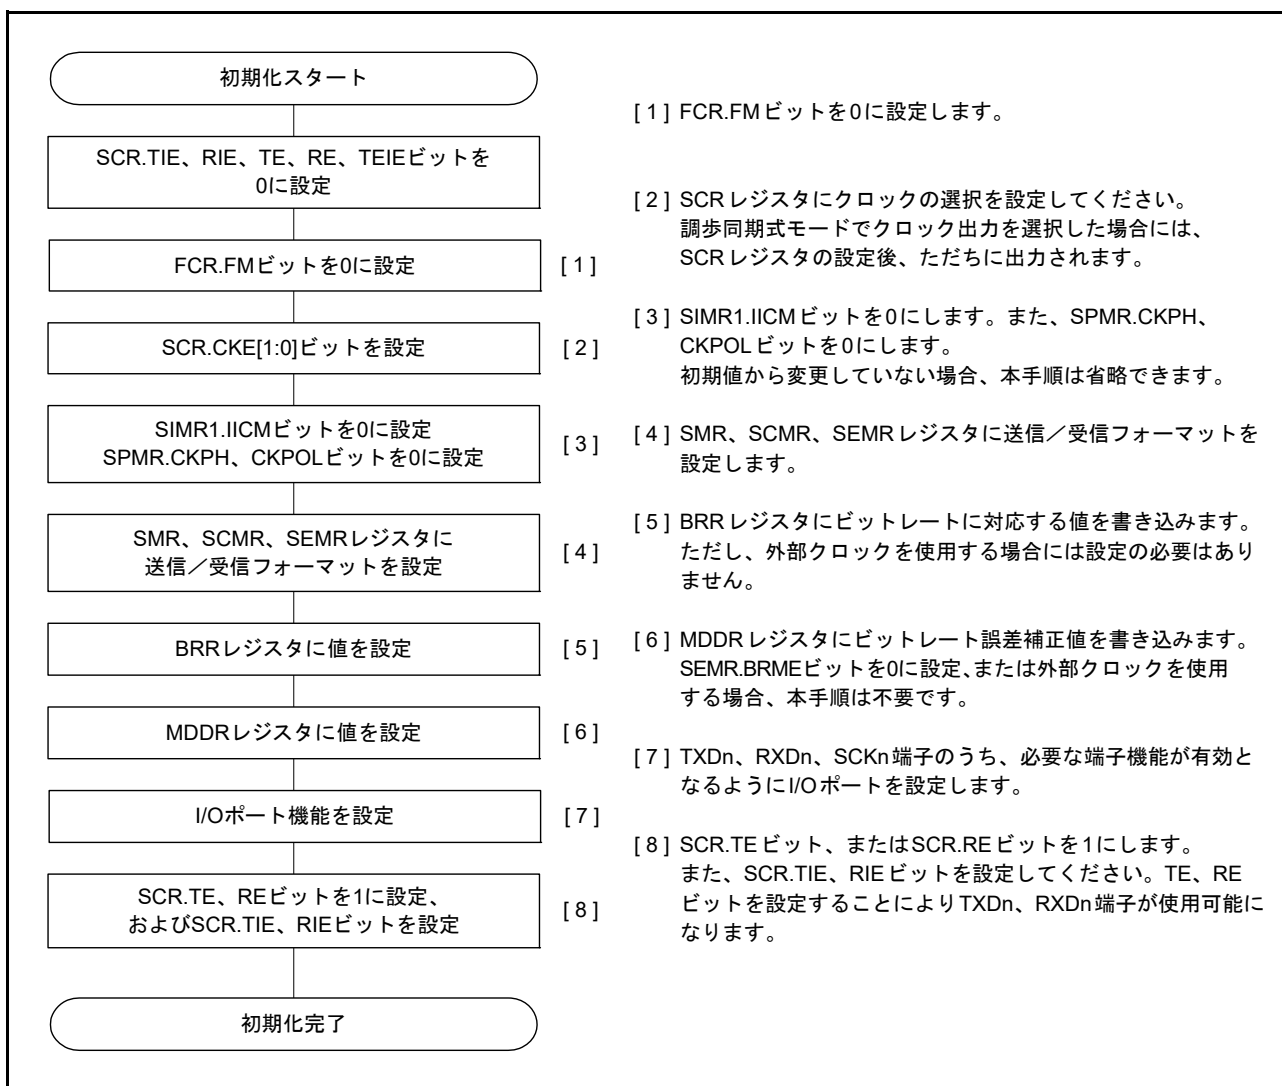 初期化スタート
SCR.TIE、RIE、TE、RE、TEIEビットを
0に設定
FCR.FMビットを0に設定
[ 1 ]
SCR.CKE[1:0]ビットを設定
[ 2 ]
SIMR1.IICMビットを0に設定
SPMR.CKPH、CKPOLビットを0に設定
[ 3 ]
SMR、SCMR、SEMRレジスタに
送信／受信フォーマットを設定
[ 4 ]
BRRレジスタに値を設定
[ 5 ]
MDDRレジスタに値を設定
[ 6 ]
I/Oポート機能を設定
[ 7 ]
SCR.TE、REビットを1に設定、
およびSCR.TIE、RIEビットを設定
[ 8 ]
初期化完了
[ 1 ] FCR.FMビットを0に設定します。
[ 2 ] SCRレジスタにクロックの選択を設定してください。
調歩同期式モードでクロック出力を選択した場合には、
SCRレジスタの設定後、ただちに出力されます。
[ 3 ] SIMR1.IICMビットを0にします。また、SPMR.CKPH、
CKPOLビットを0にします。
初期値から変更していない場合、本手順は省略できます。
[ 4 ] SMR、SCMR、SEMRレジスタに送信／受信フォーマットを
設定します。
[ 5 ] BRRレジスタにビットレートに対応する値を書き込みます。
ただし、外部クロックを使用する場合には設定の必要はあり
ません。
[ 6 ] MDDRレジスタにビットレート誤差補正値を書き込みます。
SEMR.BRMEビットを0に設定、または外部クロックを使用
する場合、本手順は不要です。
[ 7 ] TXDn、RXDn、SCKn端子のうち、必要な端子機能が有効と
なるようにI/Oポートを設定します。
[ 8 ] SCR.TEビット、またはSCR.REビットを1にします。
また、SCR.TIE、RIEビットを設定してください。TE、RE
ビットを設定することによりTXDn、RXDn端子が使用可能に
なります。